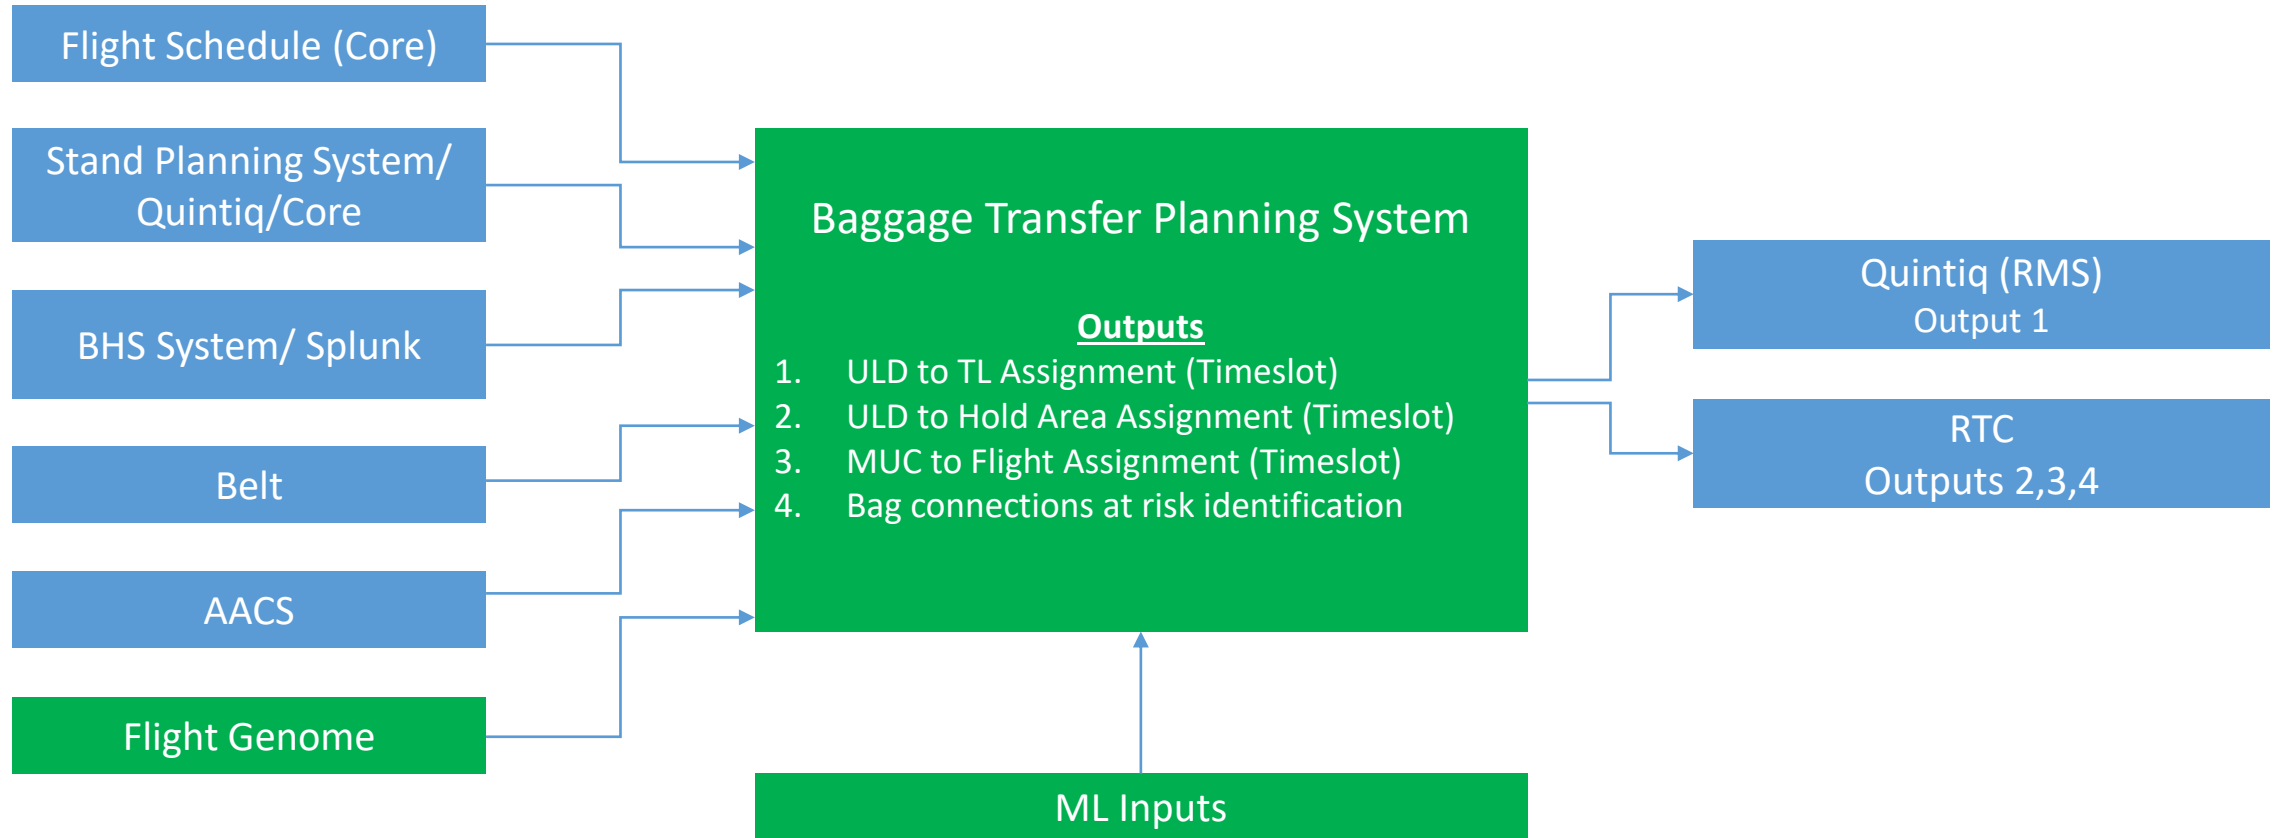 Flight Schedule (Core)
Stand Planning System/
Quintiq/Core
BHS System/ Splunk
Belt
AACS
Flight Genome
Baggage Transfer Planning System
Outputs
1. ULD to TL Assignment (Timeslot)
2. ULD to Hold Area Assignment (Timeslot)
3. MUC to Flight Assignment (Timeslot)
4. Bag connections at risk identification
ML Inputs
Quintiq (RMS)
Output 1
RTC
Outputs 2,3,4